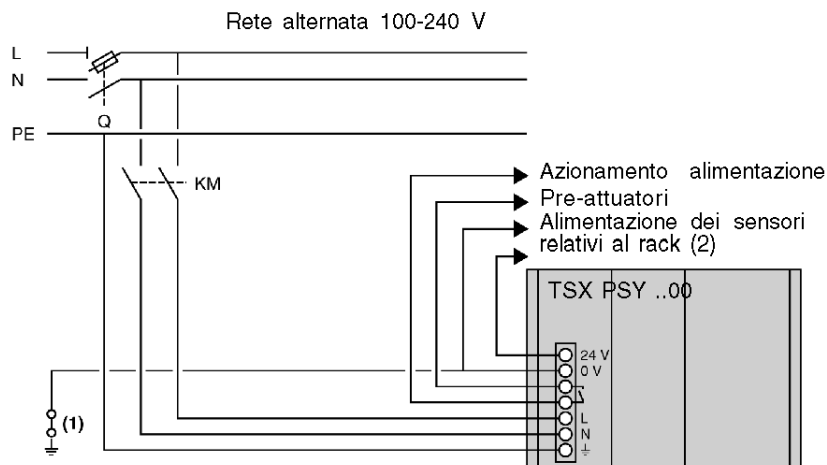 Rete alternata 100-240 V
L
N
Q
PE
KM
Azionamento alimentazione
Pre-attuatori
Alimentazione dei sensori
relativi al rack (2)
TSX PSY ..00
24 V
0 V
(1)
L
N